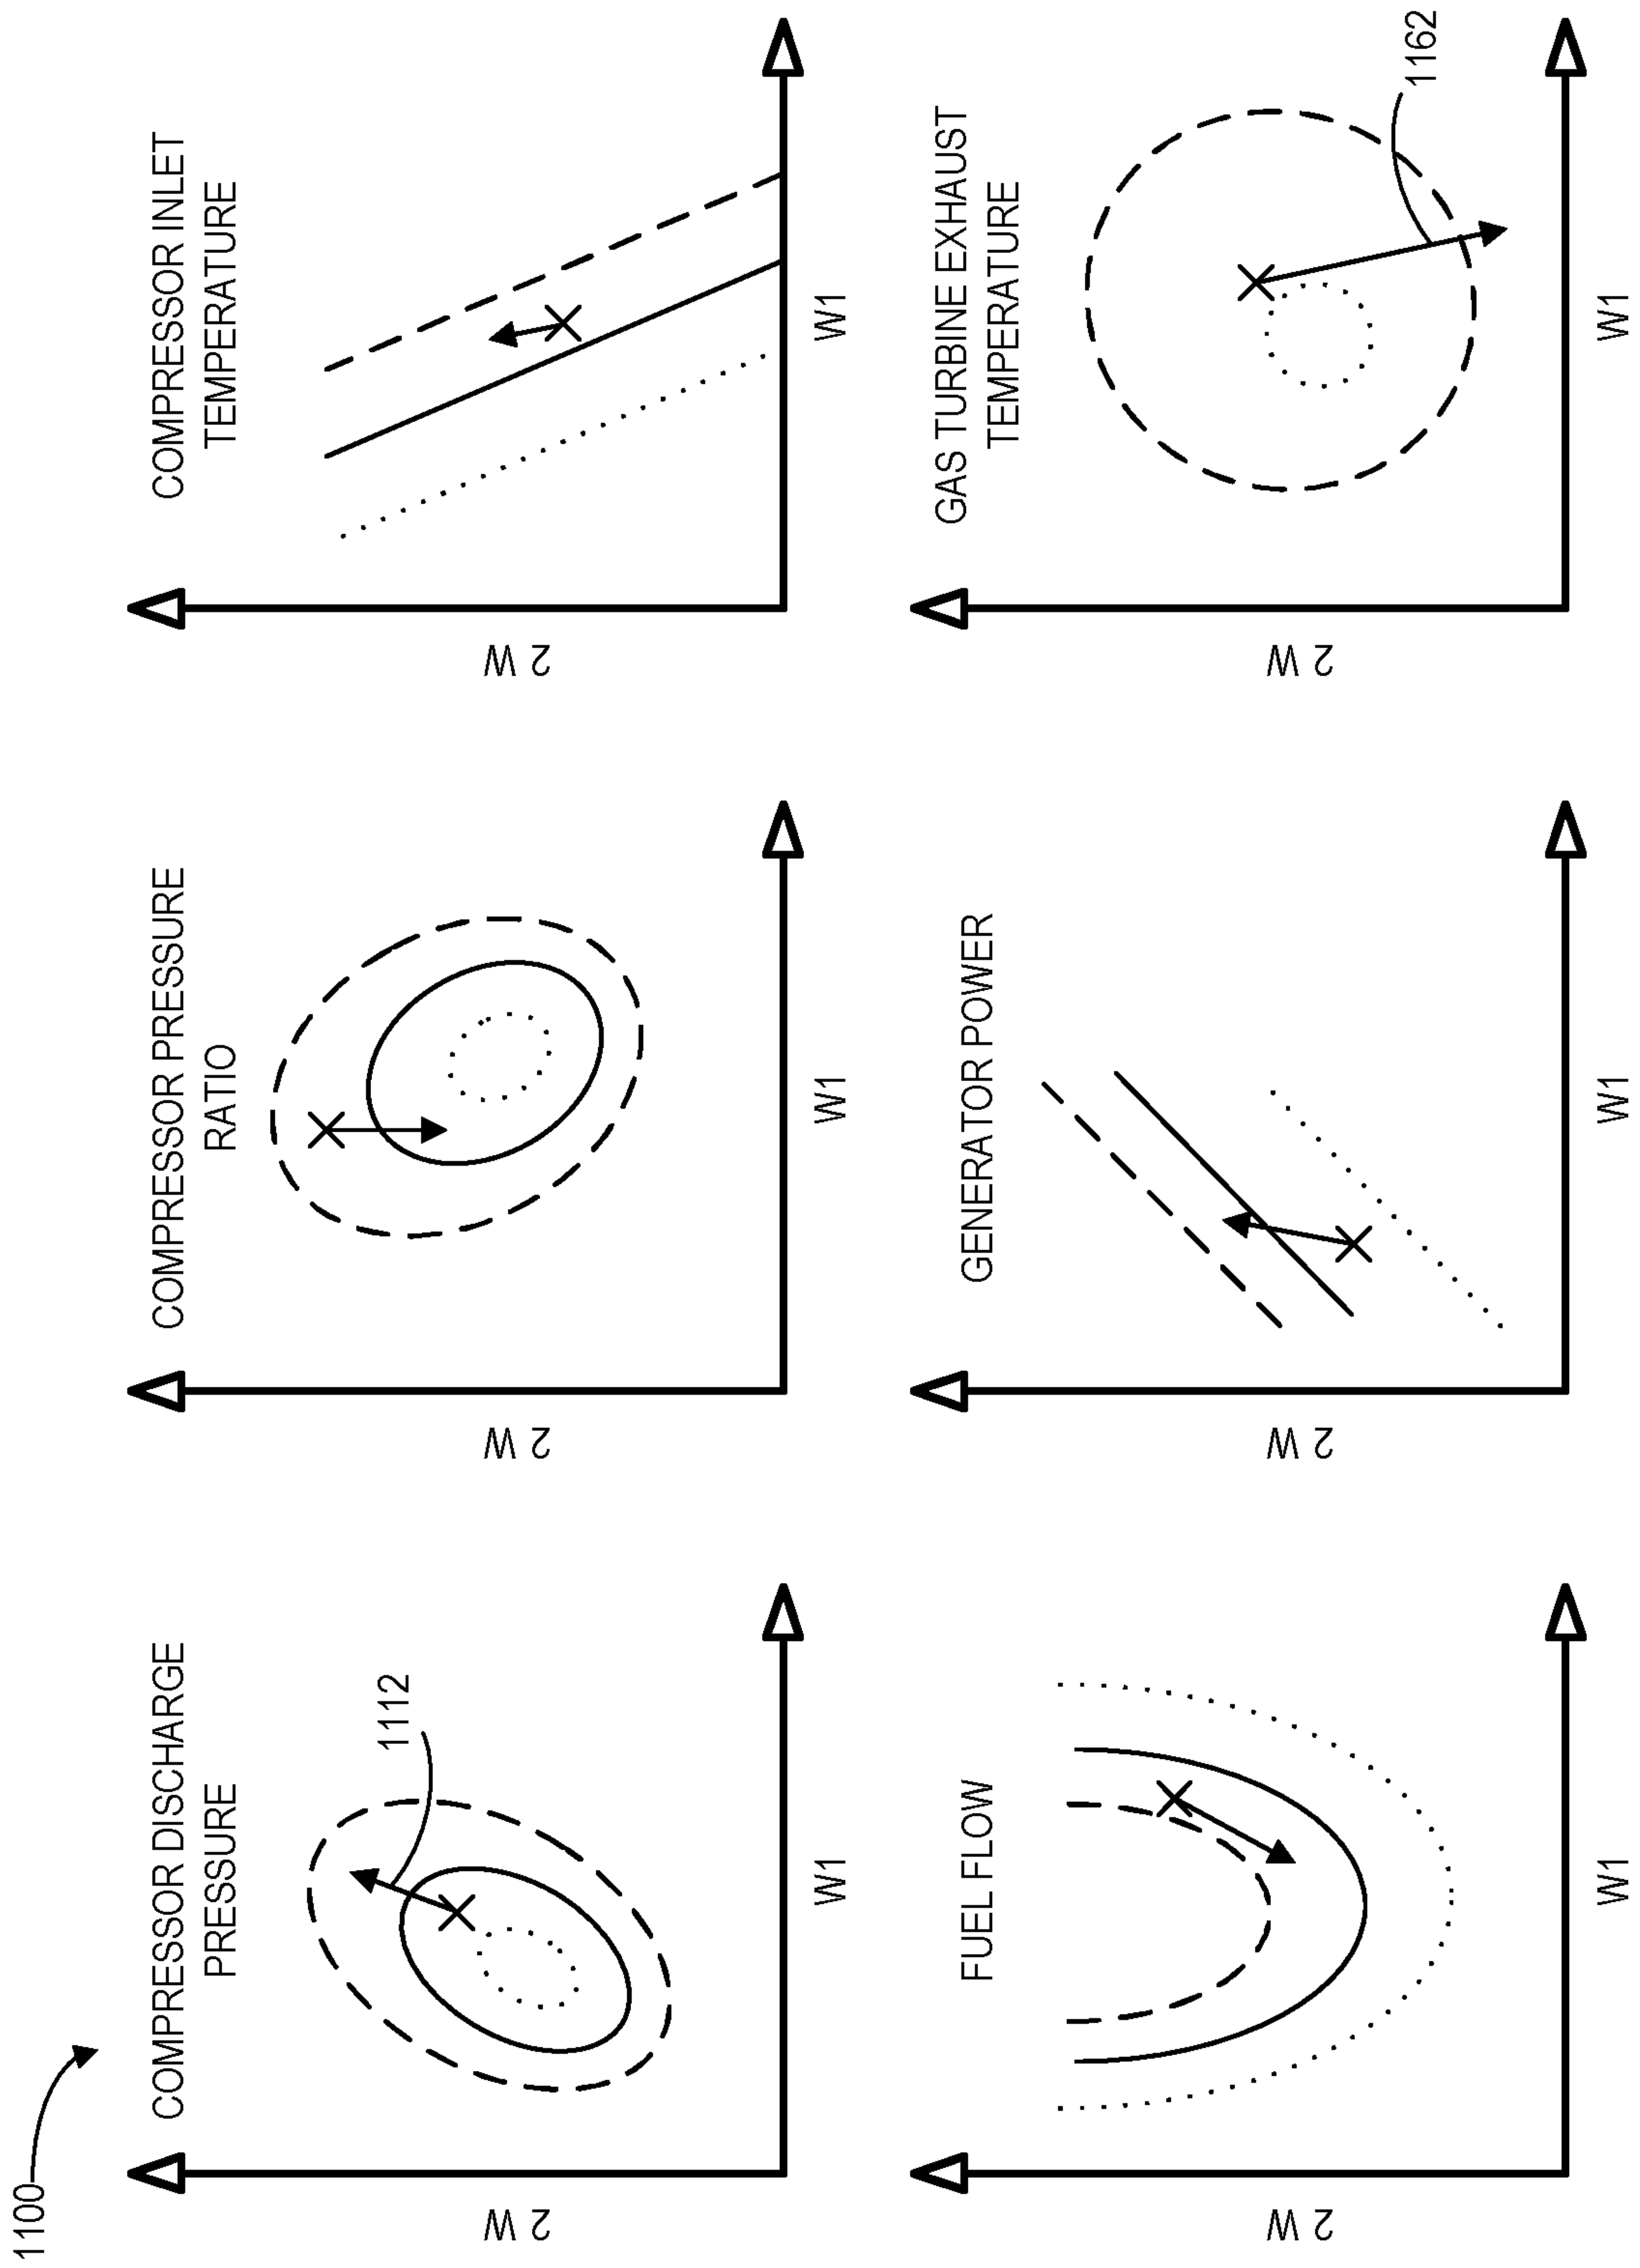 1100
COMPRESSOR DISCHARGE
PRESSURE
1112
2 W
W1
COMPRESSOR PRESSURE
RATIO
2 W
W1
COMPRESSOR INLET
TEMPERATURE
2 W
W1
FUEL FLOW
2 W
W1
GENERATOR POWER
2 W
W1
GAS TURBINE EXHAUST
TEMPERATURE
1162
2 W
W1